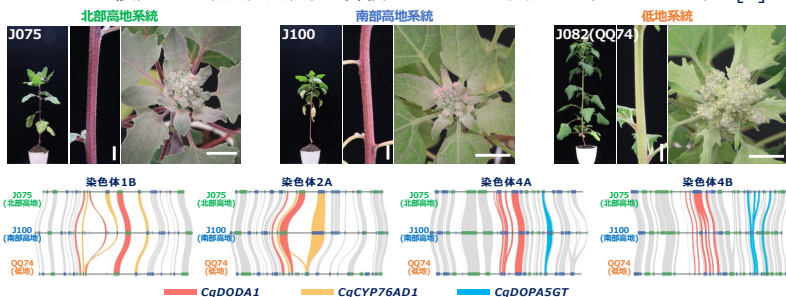 北部高地系統
南部高地系統
低地系統
J075
J100
J082(QQ74)
染色体1B
染色体2A
染色体4A
染色体4B
J075
(北部高地)
J100
(南部高地)
QQ74
(低地)
J075
(北部高地)
J100
(南部高地)
QQ74
(低地)
J075
(北部高地)
J100
(南部高地)
QQ74
(低地)
J075
(北部高地)
J100
(南部高地)
QQ74
(低地)
CqDODA1
CqCYP76AD1
CqDOPA5GT